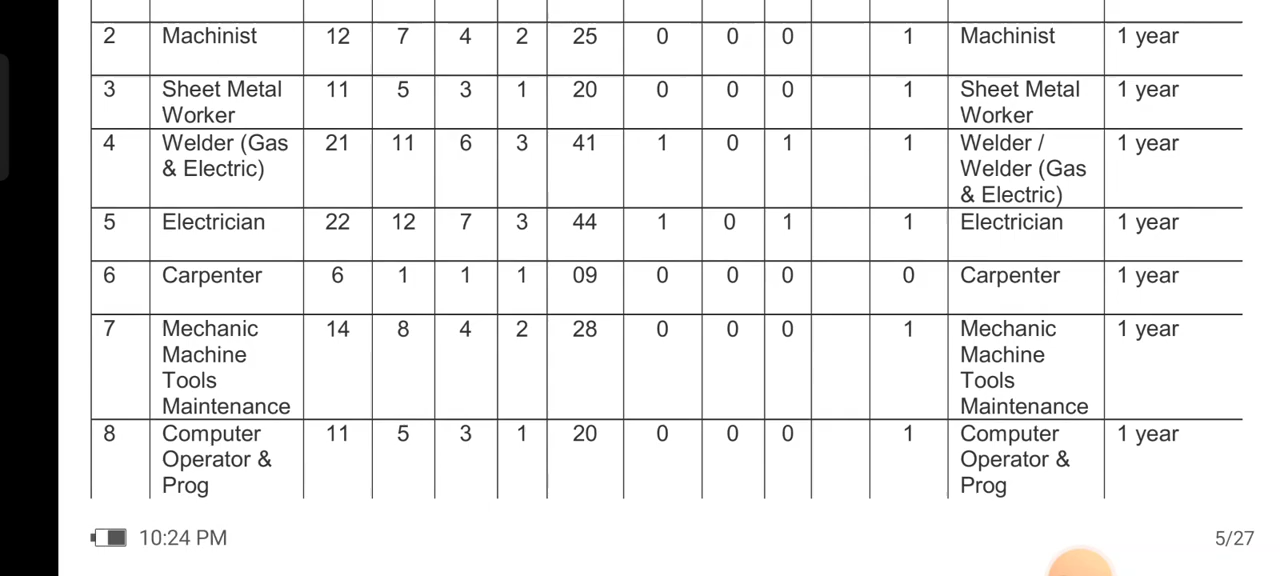 2 Machinist 12 7 4 2 25 0 0 0 1 Machinist 1 year
3 Sheet Metal 11 5 3 1 20 0 0 0 1 Sheet Metal 1 year
Worker Worker
4 Welder (Gas 21 11 6 3 41 1 0 1 1 Welder / 1 year
& Electric) Welder (Gas
& Electric)
5 Electrician 22 12 7 3 44 1 0 1 1 Electrician 1 year
6 Carpenter 6 1 1 1 09 0 0 0 0 Carpenter 1 year
7 Mechanic 14 8 4 2 28 0 0 0 1 Mechanic 1 year
Machine Machine
Tools Tools
Maintenance Maintenance
8 Computer 11 5 3 1 20 0 0 0 1 Computer 1 year
Operator & Operator &
Prog Prog
10:24 PM 5/27